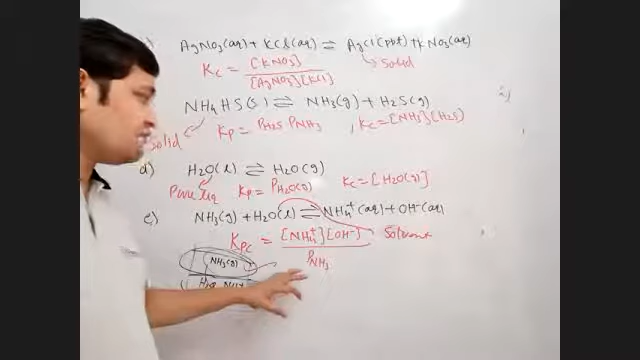 AgNO3(aq) + KCl(aq) ⇌ AgCl(ppt) + KNO3(aq)
Kc = [KNO3] / [AgNO3][KCl]
Solid
NH4HS(s) ⇌ NH3(g) + H2S(g)
Solid
Kp = PH2S PNH3 , Kc = [NH3][H2S]
d) H2O(l) ⇌ H2O(g)
Pure liq
Kp = PH2O(g)
Kc = [H2O(g)]
e) NH3(g) + H2O(l) ⇌ NH4+(aq) + OH-(aq)
Kpc = [NH4+][OH-] / PNH3
Solvent
NH3(g)